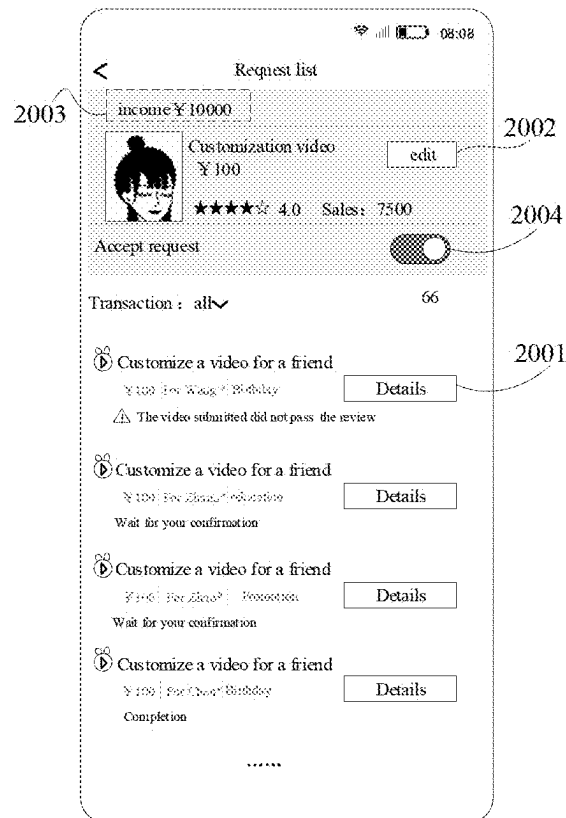 08:08
< Request list
2003
income ¥ 10000
Customization video
¥ 100
edit
2002
★★★★☆ 4.0 Sales: 7500
2004
Accept request
Transaction : all
66
Customize a video for a friend
2001
¥ 100 For Wang* Birthday
Details
The video submitted did not pass the review
Customize a video for a friend
¥ 100
Details
Wait for your confirmation
Customize a video for a friend
Details
Wait for your confirmation
Customize a video for a friend
¥ 100 Birthday
Details
Completion
......